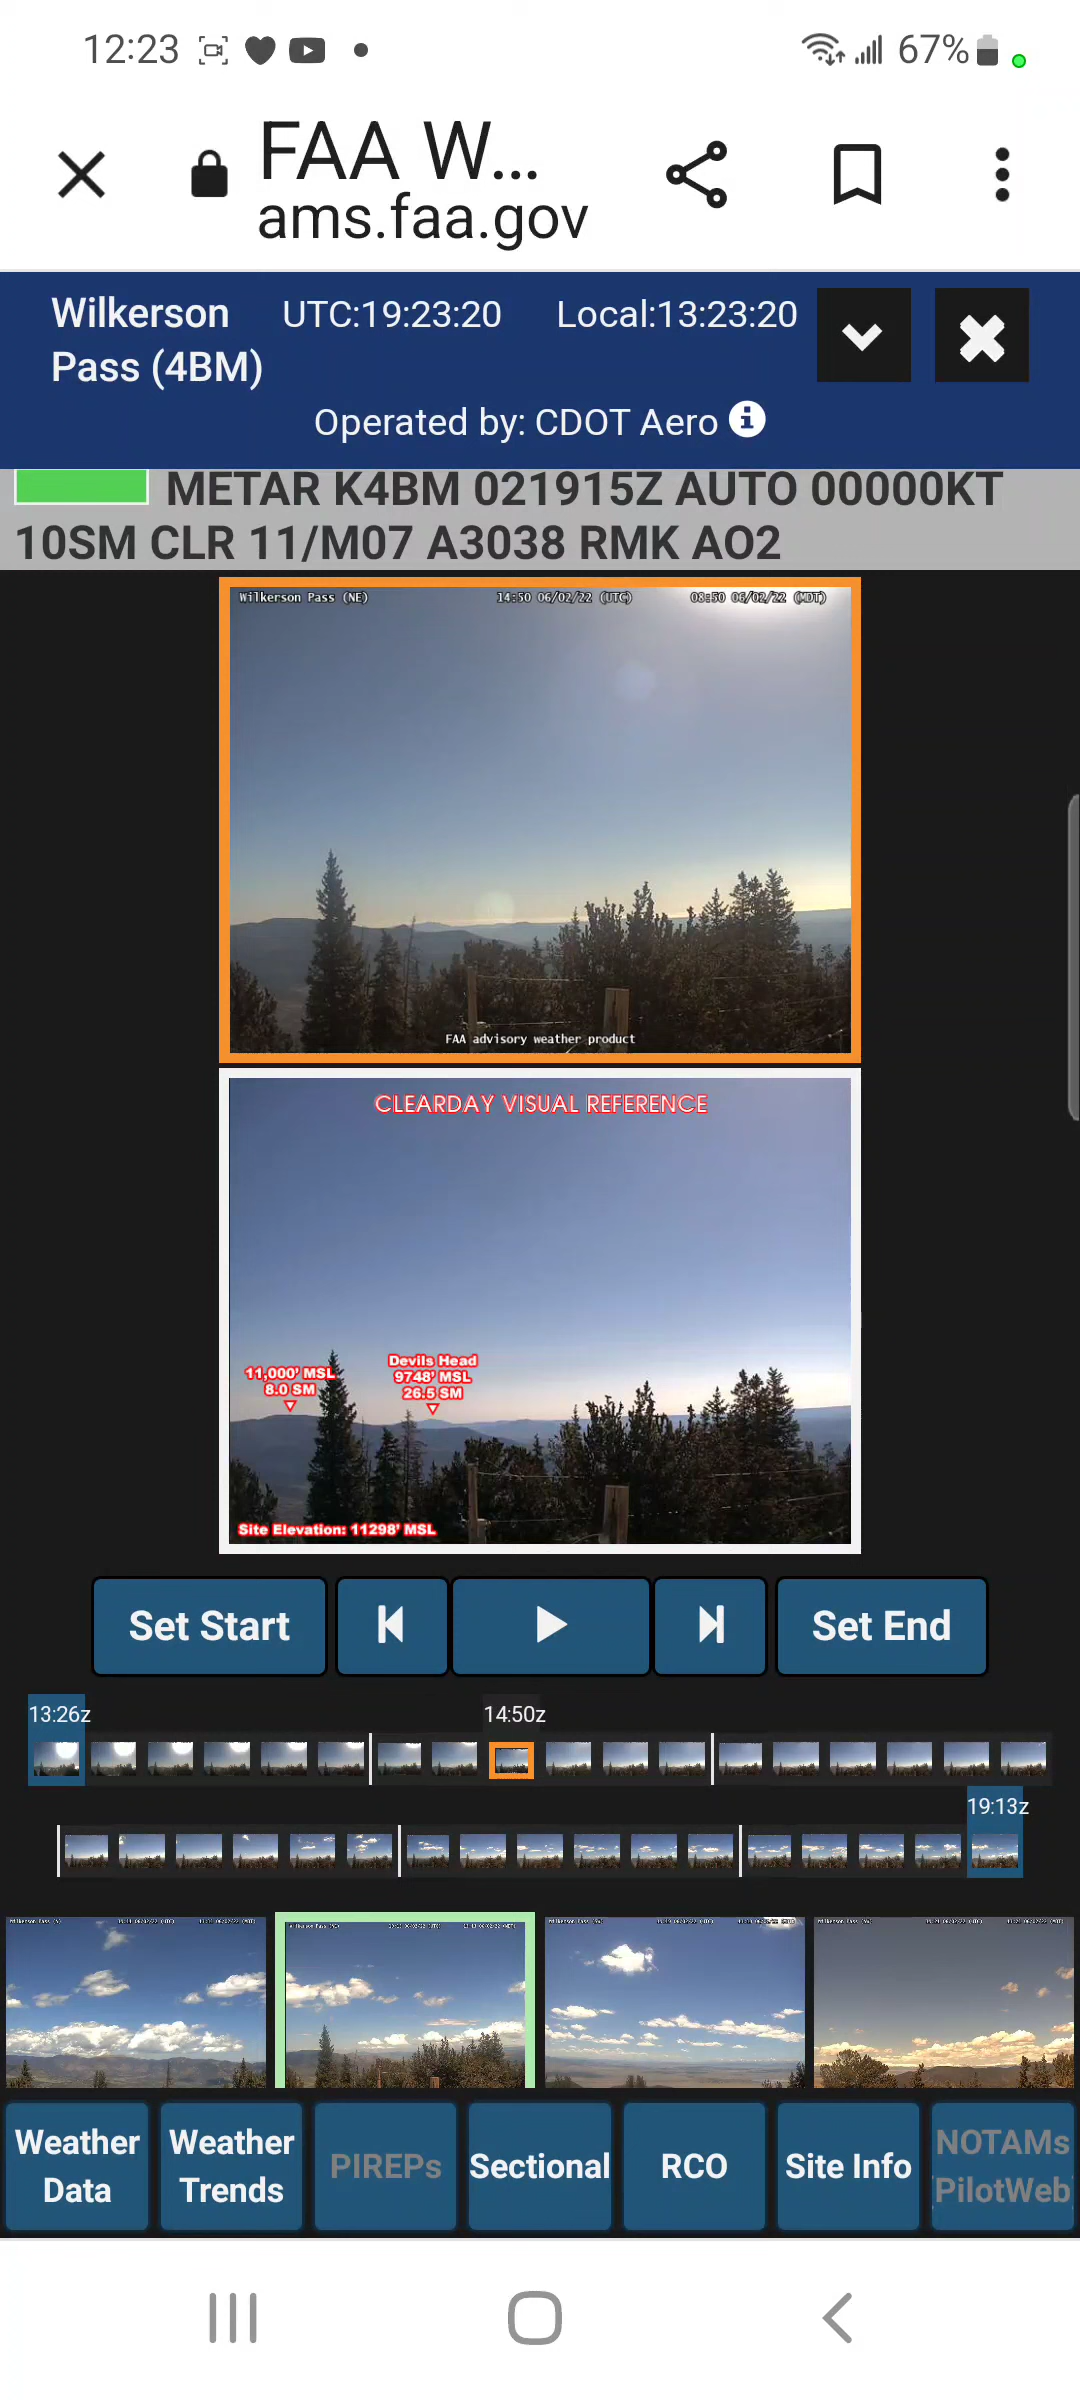 12:23
67%
FAA W...
ams.faa.gov
Wilkerson Pass (4BM)
UTC:19:23:20
Local:13:23:20
Operated by: CDOT Aero
METAR K4BM 021915Z AUTO 00000KT
10SM CLR 11/M07 A3038 RMK AO2
Wilkerson Pass (NE) 14:50 06/02/22 (UTC) 08:50 06/02/22 (MDT)
FAA advisory weather product
CLEARDAY VISUAL REFERENCE
11,000' MSL
8.0 SM
Devils Head
9748' MSL
26.5 SM
Site Elevation: 11298' MSL
Set Start
Set End
13:26z
14:50z
19:13z
Weather Data
Weather Trends
PIREPs
Sectional
RCO
Site Info
NOTAMs
PilotWeb